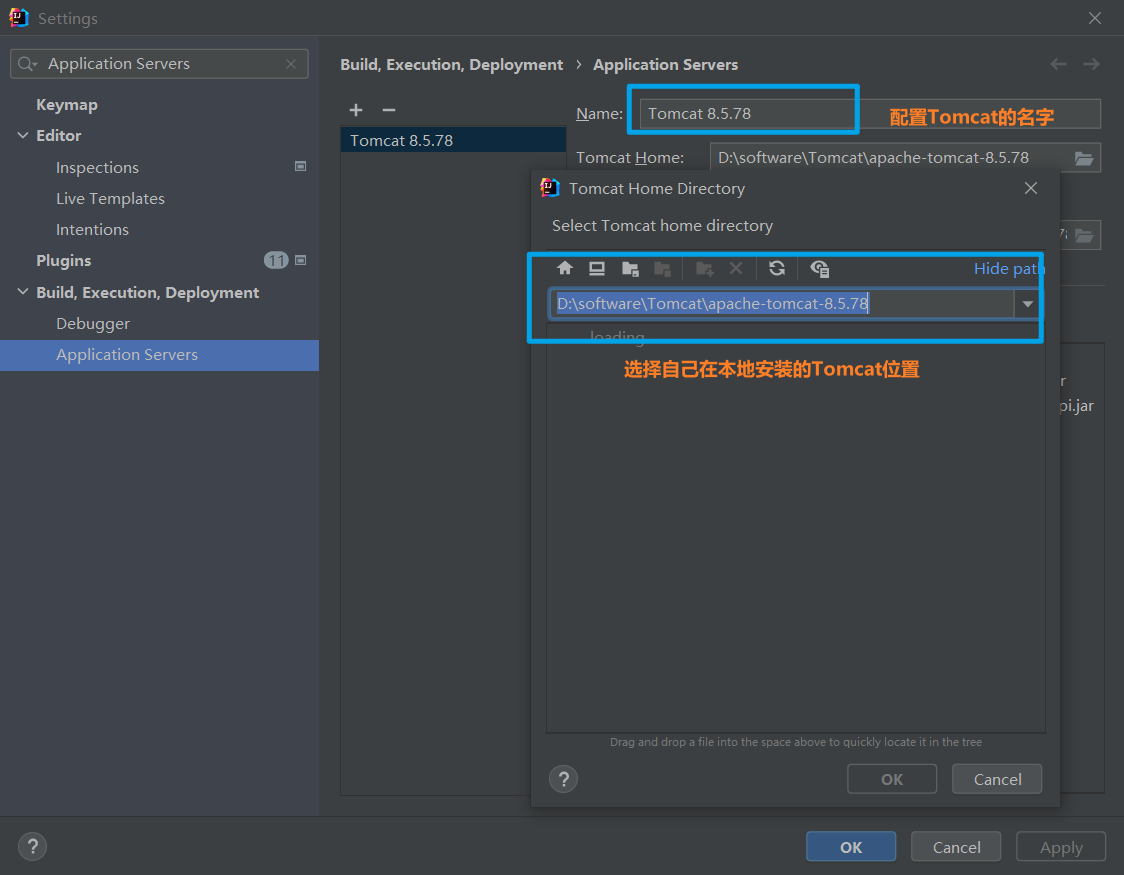 Settings
Application Servers
Keymap
Editor
Inspections
Live Templates
Intentions
Plugins 11
Build, Execution, Deployment
Debugger
Application Servers
Build, Execution, Deployment › Application Servers
Tomcat 8.5.78
Name: Tomcat 8.5.78 配置Tomcat的名字
Tomcat Home: D:\software\Tomcat\apache-tomcat-8.5.78
Tomcat Home Directory
Select Tomcat home directory
Hide path
D:\software\Tomcat\apache-tomcat-8.5.78
loading
选择自己在本地安装的Tomcat位置
pi.jar
Drag and drop a file into the space above to quickly locate it in the tree
? OK Cancel
? OK Cancel Apply